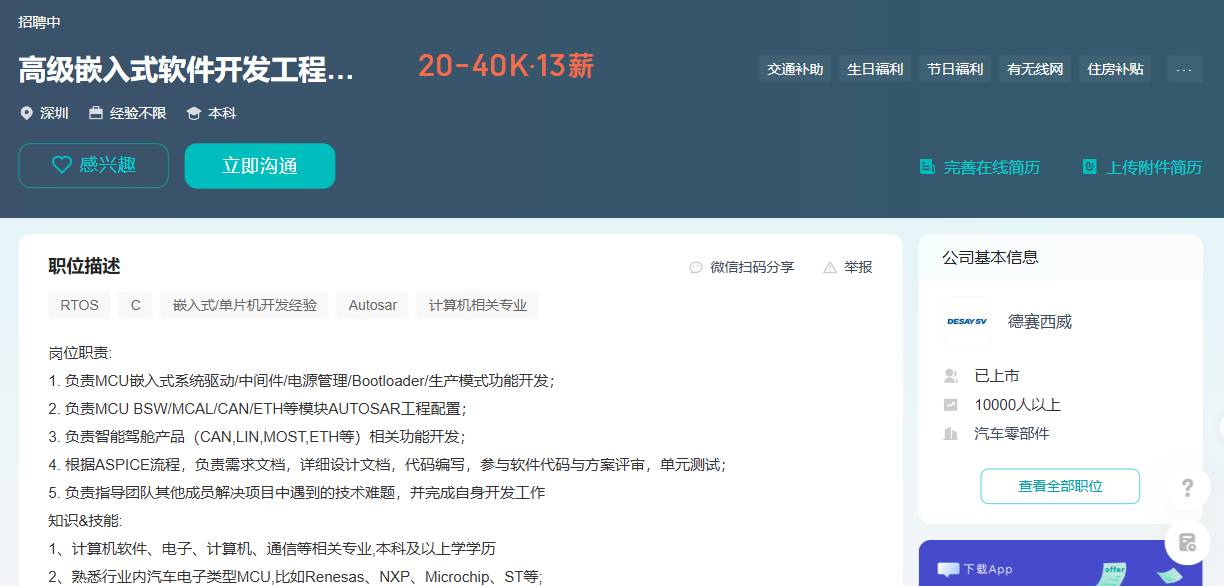 招聘中
高级嵌入式软件开发工程... 20-40K·13薪
交通补助 生日福利 节日福利 有无线网 住房补贴 ...
深圳 经验不限 本科
感兴趣 立即沟通
完善在线简历 上传附件简历
职位描述
微信扫码分享 举报
RTOS C 嵌入式/单片机开发经验 Autosar 计算机相关专业
岗位职责:
1. 负责MCU嵌入式系统驱动/中间件/电源管理/Bootloader/生产模式功能开发;
2. 负责MCU BSW/MCAL/CAN/ETH等模块AUTOSAR工程配置;
3. 负责智能驾舱产品（CAN,LIN,MOST,ETH等）相关功能开发;
4. 根据ASPICE流程，负责需求文档，详细设计文档，代码编写，参与软件代码与方案评审，单元测试;
5. 负责指导团队其他成员解决项目中遇到的技术难题，并完成自身开发工作
知识&技能:
1、计算机软件、电子、计算机、通信等相关专业,本科及以上学学历
2、熟悉行业内汽车电子类型MCU,比如Renesas、NXP、Microchip、ST等;
公司基本信息
DESAY SV 德赛西威
已上市
10000人以上
汽车零部件
查看全部职位
?
下载App
offer